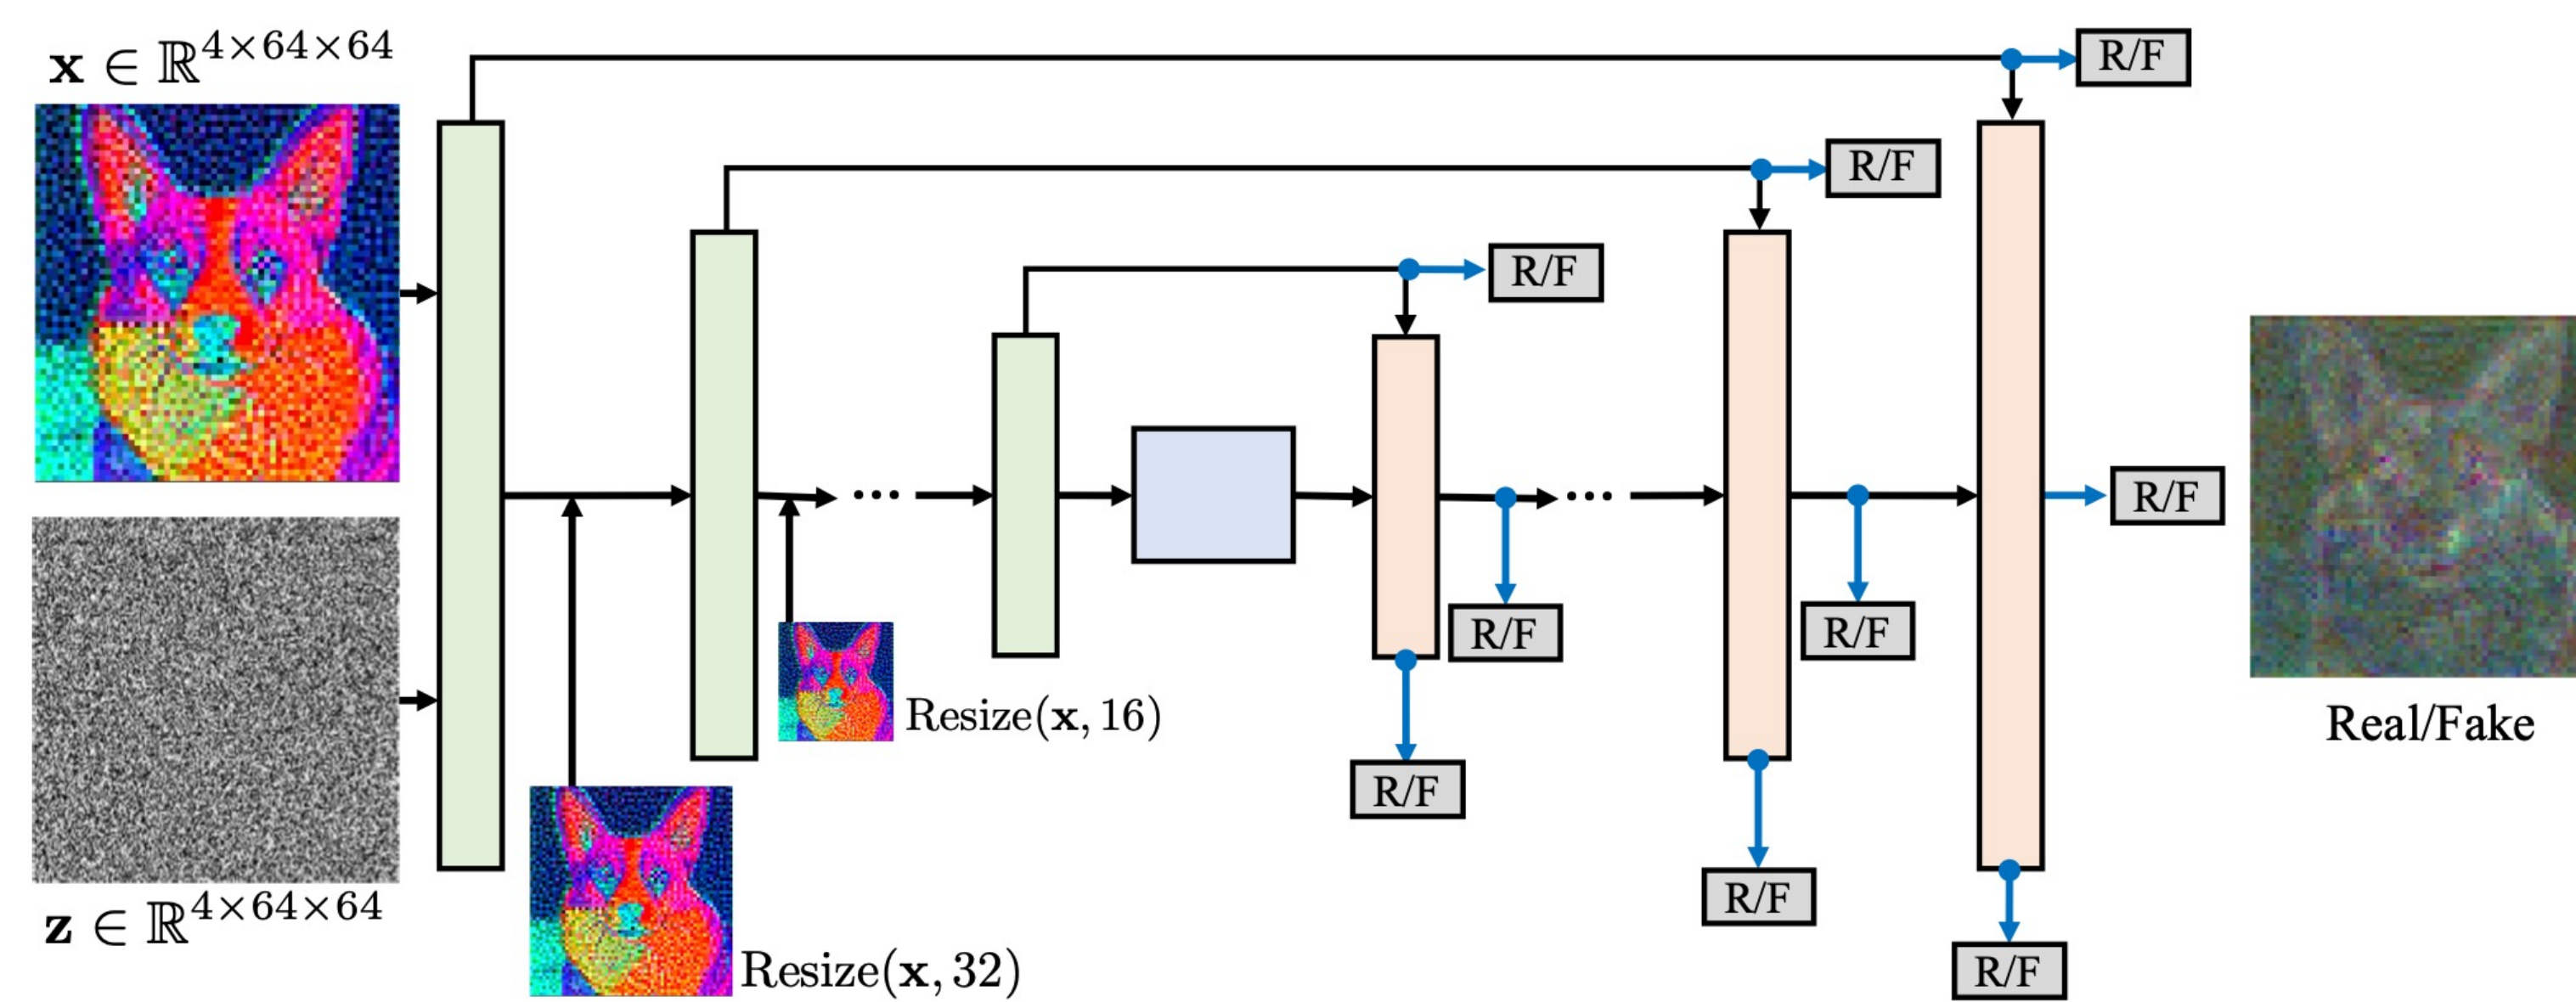 x ∈ ℝ^{4×64×64}
R/F
R/F
R/F
R/F
R/F
R/F
R/F
Resize(x, 16)
Real/Fake
R/F
R/F
z ∈ ℝ^{4×64×64}
Resize(x, 32)
R/F